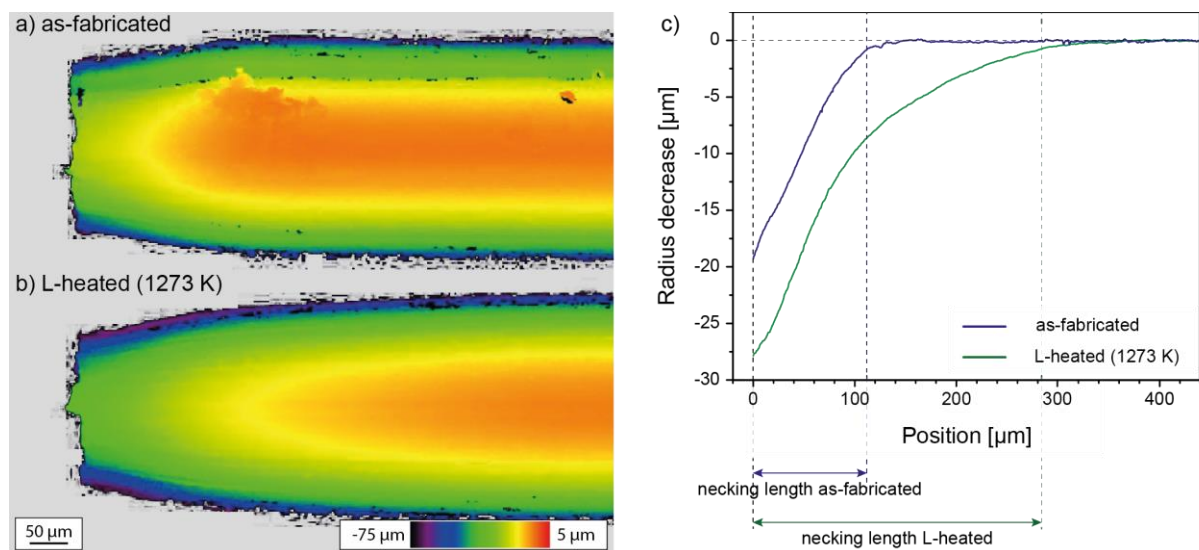 a) as-fabricated
b) L-heated (1273 K)
50 µm
-75 µm
5 µm
c)
0
-5
-10
-15
-20
-25
-30
Radius decrease [µm]
as-fabricated
L-heated (1273 K)
0
100
200
300
400
Position [µm]
necking length as-fabricated
necking length L-heated